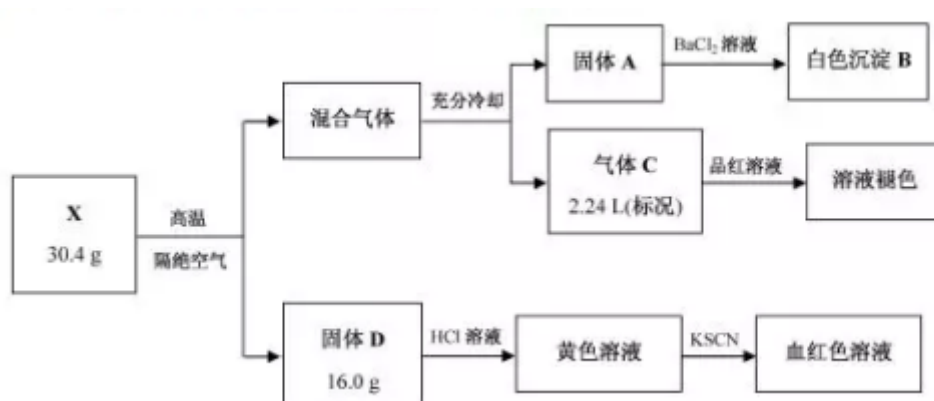 固体 A
BaCl₂ 溶液
白色沉淀 B
混合气体
充分冷却
气体 C
2.24 L(标况)
品红溶液
溶液褪色
X
30.4 g
高温
隔绝空气
固体 D
16.0 g
HCl 溶液
黄色溶液
KSCN
血红色溶液